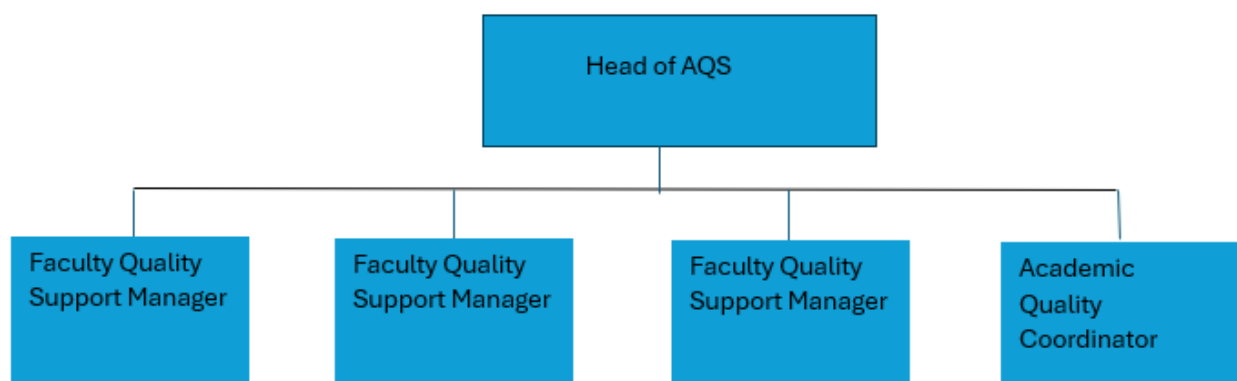 Head of AQS
Faculty Quality
Support Manager
Faculty Quality
Support Manager
Faculty Quality
Support Manager
Academic
Quality
Coordinator